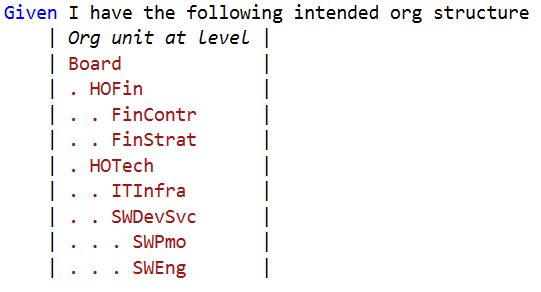 Given I have the following intended org structure
| Org unit at level |
| Board |
| . HOFin |
| . . FinContr |
| . . FinStrat |
| . HOTech |
| . . ITInfra |
| . . SWDevSvc |
| . . . SWPmo |
| . . . SWEng |